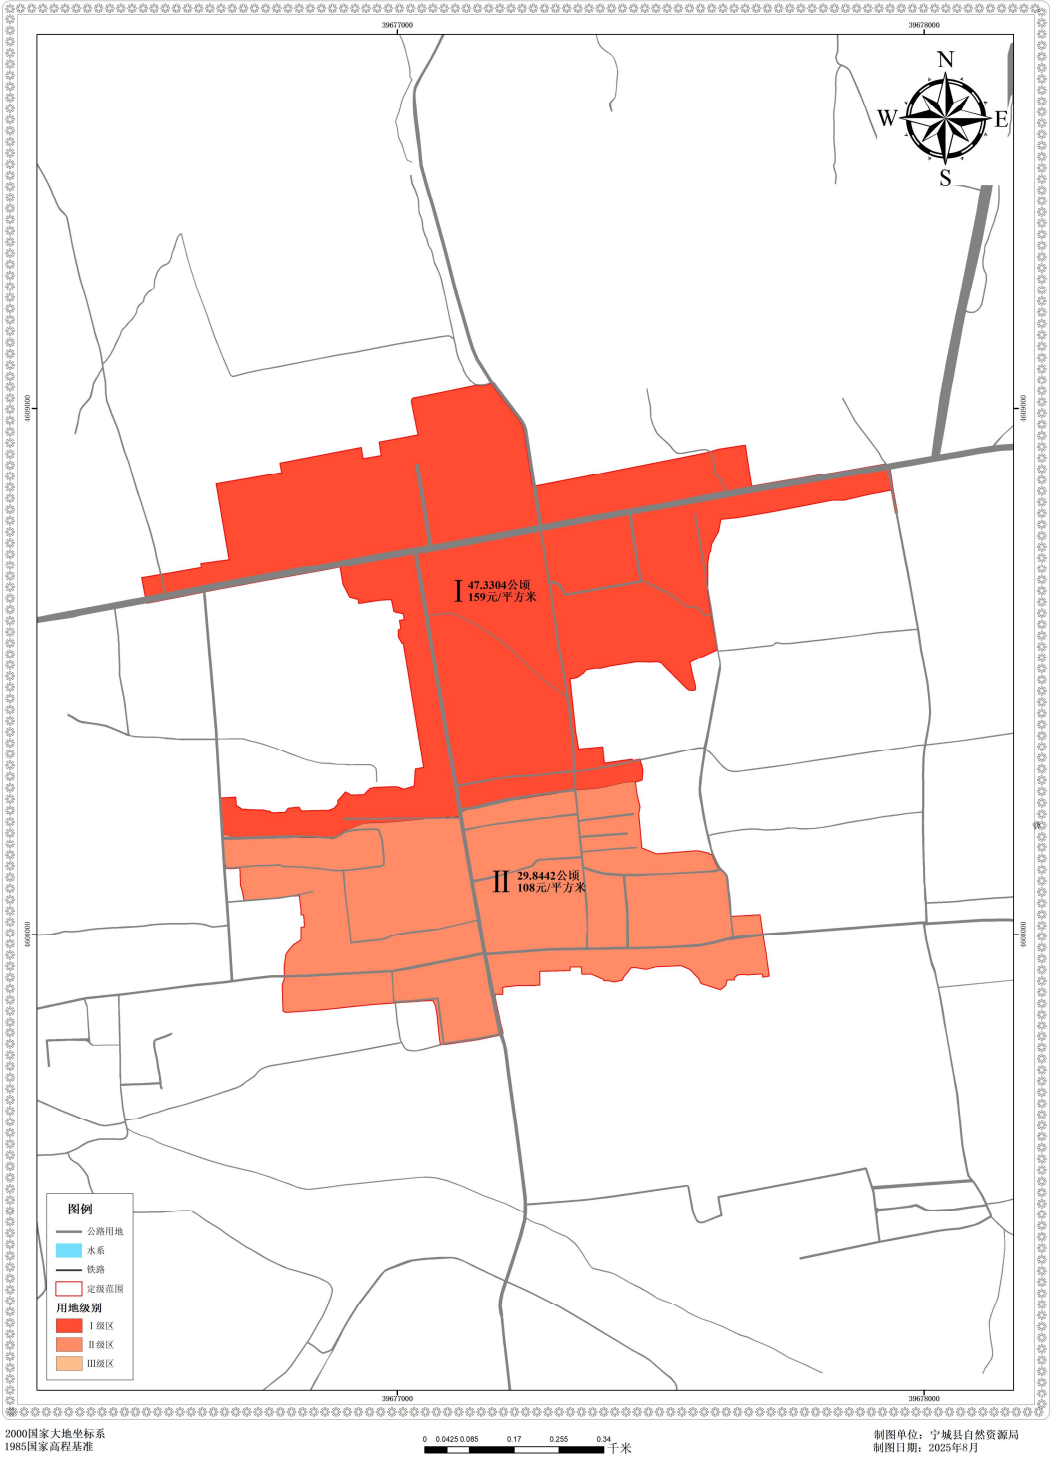 39677000
39678000
N
W
E
S
4609000
4609000
I
47.3304公顷
159元/平方米
II
29.8442公顷
108元/平方米
4608000
4608000
图例
公路用地
水系
铁路
定级范围
用地级别
I级区
II级区
III级区
39677000
39678000
2000国家大地坐标系
1985国家高程基准
0 0.0425 0.085 0.17 0.255 0.34
千米
制图单位：宁城县自然资源局
制图日期：2025年8月